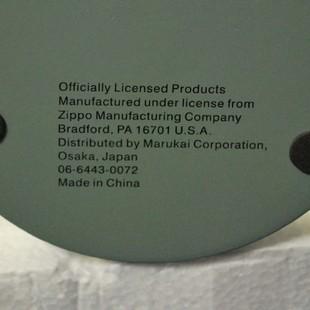 Officially Licensed Products
Manufactured under license from
Zippo Manufacturing Company
Bradford, PA 16701 U.S.A.
Distributed by Marukai Corporation,
Osaka, Japan
06-6443-0072
Made in China